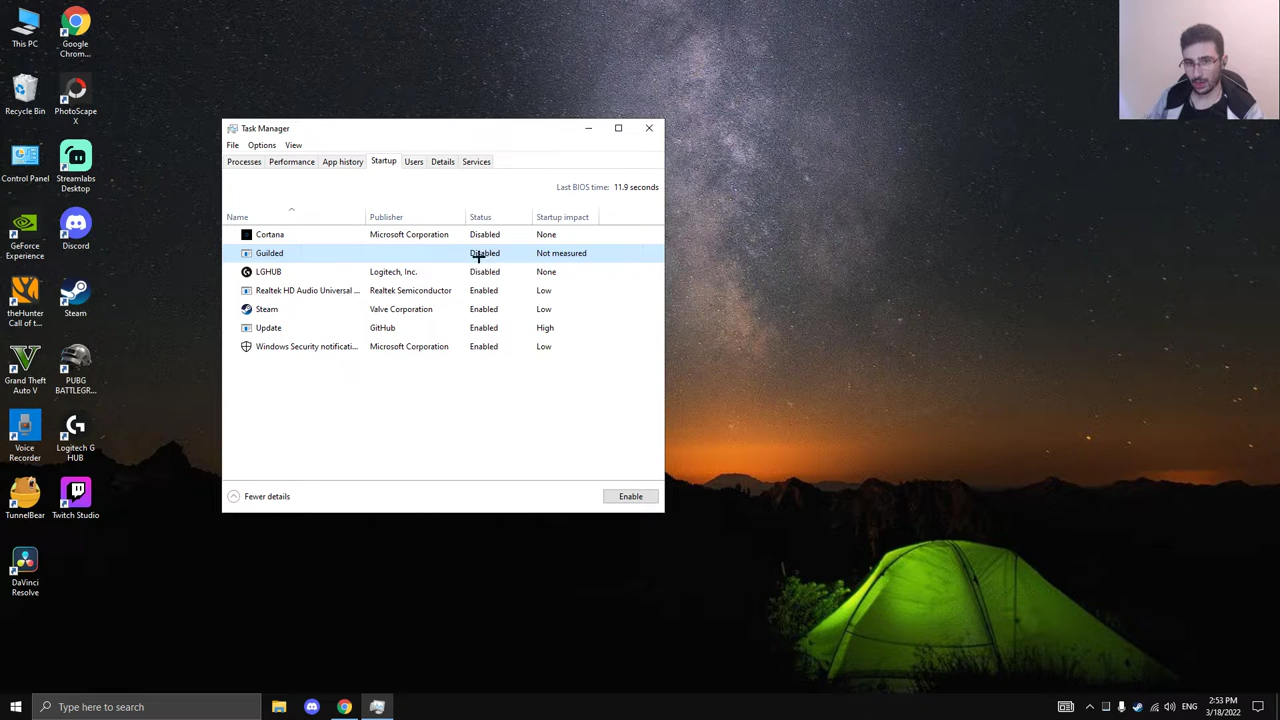 This PC
Google
Chrom...
Recycle Bin
PhotoScape
X
Control Panel
Streamlabs
Desktop
GeForce
Experience
Discord
theHunter
Call of t...
Steam
Grand Theft
Auto V
PUBG
BATTLEGR...
Voice
Recorder
Logitech G
HUB
TunnelBear
Twitch Studio
DaVinci
Resolve
Task Manager
File Options View
Processes Performance App history Startup Users Details Services
Last BIOS time: 11.9 seconds
Name Publisher Status Startup impact
Cortana Microsoft Corporation Disabled None
Guilded Disabled Not measured
LGHUB Logitech, Inc. Disabled None
Realtek HD Audio Universal ... Realtek Semiconductor Enabled Low
Steam Valve Corporation Enabled Low
Update GitHub Enabled High
Windows Security notificati... Microsoft Corporation Enabled Low
Fewer details Enable
Type here to search
ENG
2:53 PM
3/18/2022